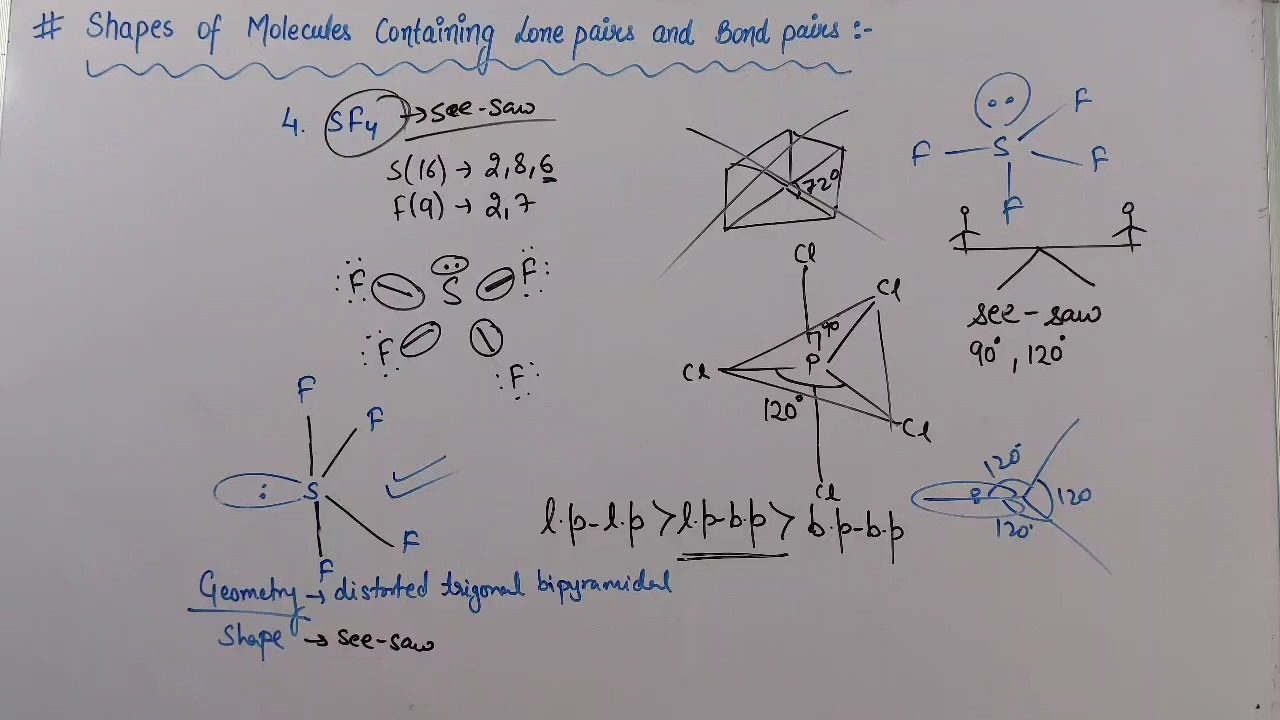 # Shapes of Molecules Containing Lone pairs and Bond pairs :-
4. SF4 → see-saw
S(16) → 2,8,6
F(9) → 2,7
72°
F S F
F
F
see-saw
90°, 120°
F S F
F
F
Cl
Cl
90
P
Cl
120°
Cl
Cl
F
F
: S
F
F
120°
120
120°
l.p-l.p > l.p-b.p > b.p-b.p
Geometry → distorted trigonal bipyramidal
Shape → see-saw